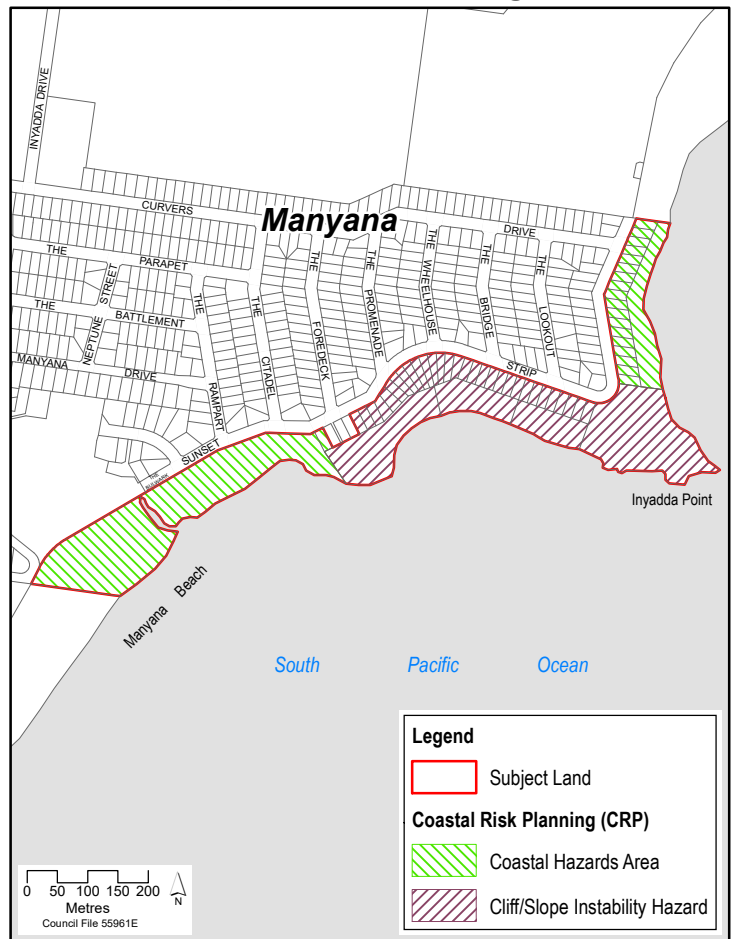 INYADDA DRIVE
CURVERS
DRIVE
Manyana
THE
PARAPET
THE
BATTLEMENT
NEPTUNE
STREET
MANYANA
DRIVE
THE
RAMPART
THE
CITADEL
THE
FOREDECK
THE
PROMENADE
THE
WHEELHOUSE
THE
BRIDGE
THE
LOOKOUT
SUNSET
STRIP
THE
BULWARK
Inyadda Point
Manyana Beach
South Pacific Ocean
Legend
Subject Land
Coastal Risk Planning (CRP)
Coastal Hazards Area
Cliff/Slope Instability Hazard
0 50 100 150 200
Metres
N
Council File 55961E